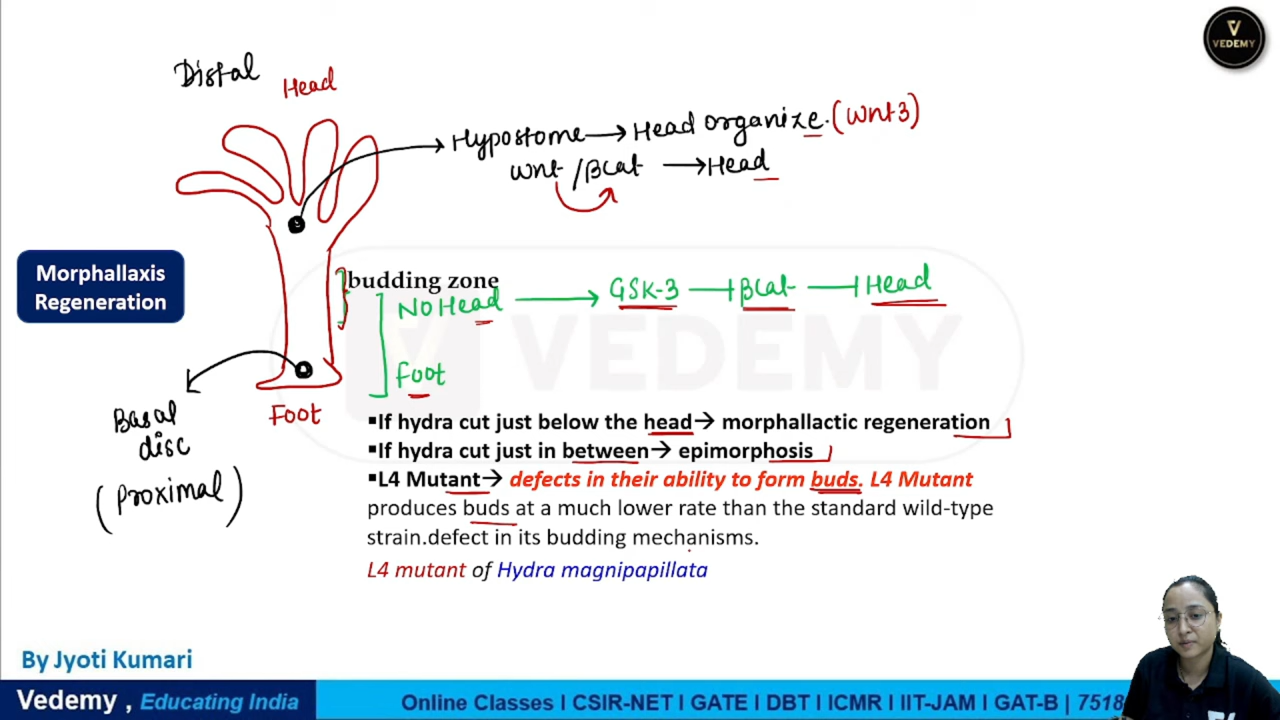 VEDEMY
Distal
Head
Hypostome → Head organize. (Wnt3)
Wnt /βcat → Head
Morphallaxis
Regeneration
budding zone
NO Head → GSK-3 ⊣ βcat ⊣ Head
Foot
VEDEMY
Foot
Basal
disc
(Proximal)
▪If hydra cut just below the head→ morphallactic regeneration
▪If hydra cut just in between→ epimorphosis
▪L4 Mutant→ defects in their ability to form buds. L4 Mutant
produces buds at a much lower rate than the standard wild-type
strain.defect in its budding mechanisms.
L4 mutant of Hydra magnipapillata
By Jyoti Kumari
Vedemy , Educating India
Online Classes I CSIR-NET I GATE I DBT I ICMR I IIT-JAM I GAT-B | 7518